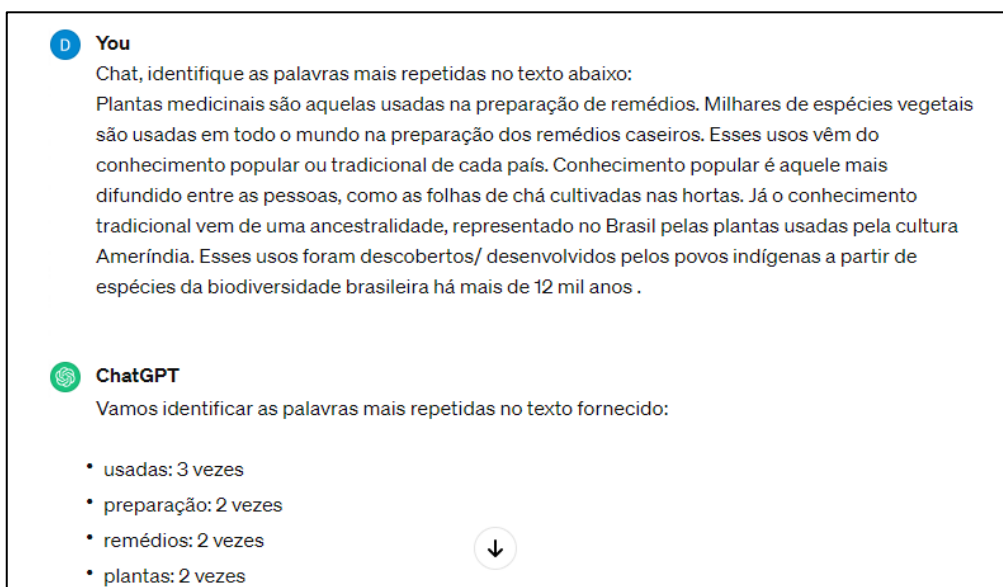 D
You
Chat, identifique as palavras mais repetidas no texto abaixo:
Plantas medicinais são aquelas usadas na preparação de remédios. Milhares de espécies vegetais
são usadas em todo o mundo na preparação dos remédios caseiros. Esses usos vêm do
conhecimento popular ou tradicional de cada país. Conhecimento popular é aquele mais
difundido entre as pessoas, como as folhas de chá cultivadas nas hortas. Já o conhecimento
tradicional vem de uma ancestralidade, representado no Brasil pelas plantas usadas pela cultura
Ameríndia. Esses usos foram descobertos/ desenvolvidos pelos povos indígenas a partir de
espécies da biodiversidade brasileira há mais de 12 mil anos .
ChatGPT
Vamos identificar as palavras mais repetidas no texto fornecido:
• usadas: 3 vezes
• preparação: 2 vezes
• remédios: 2 vezes
• plantas: 2 vezes